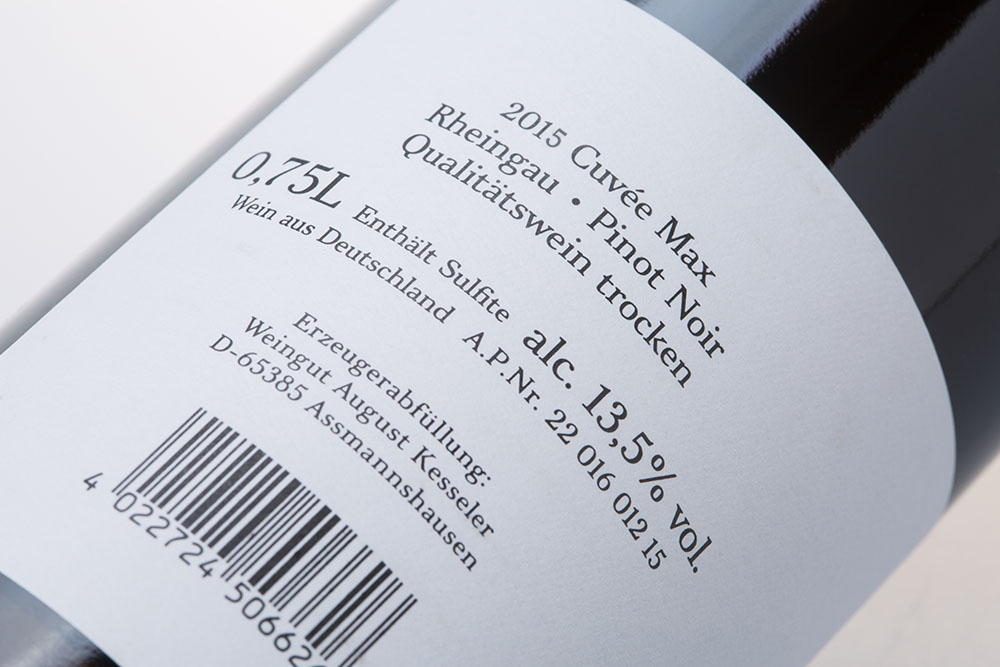 2015 Cuvée Max
Rheingau • Pinot Noir
Qualitätswein trocken
0,75L Enthält Sulfite alc. 13,5% vol.
Wein aus Deutschland A.P.Nr. 22 016 012 15
Erzeugerabfüllung:
Weingut August Kesseler
D-65385 Assmannshausen
4 022724 50662